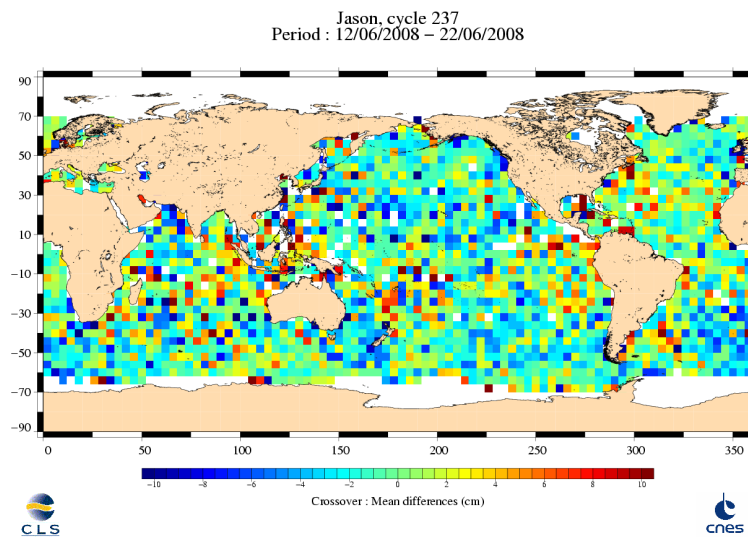 Jason, cycle 237
Period : 12/06/2008 – 22/06/2008
90
70
50
30
10
−10
−30
−50
−70
−90
0 50 100 150 200 250 300 350
−10 −8 −6 −4 −2 0 2 4 6 8 10
Crossover : Mean differences (cm)
CLS
cnes